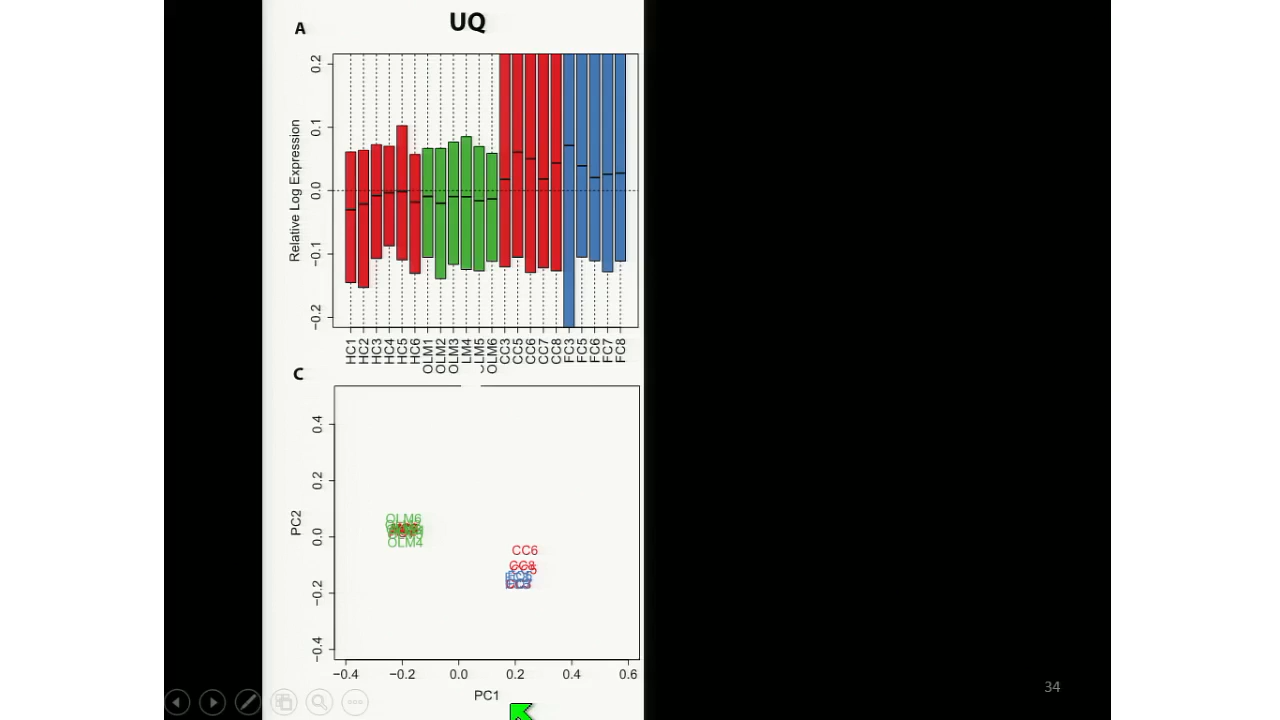 UQ
A
Relative Log Expression
0.2
0.1
0.0
−0.1
−0.2
HC1 HC2 HC3 HC4 HC5 HC6 OLM1 OLM2 OLM3 LM4 LM5 OLM6 CC3 CC5 CC6 CC7 CC8 FC3 FC5 FC6 FC7 FC8
C
PC2
0.4
0.2
0.0
−0.2
−0.4
OLM6
OLM4
CC6
CC8
−0.4 −0.2 0.0 0.2 0.4 0.6
PC1
34